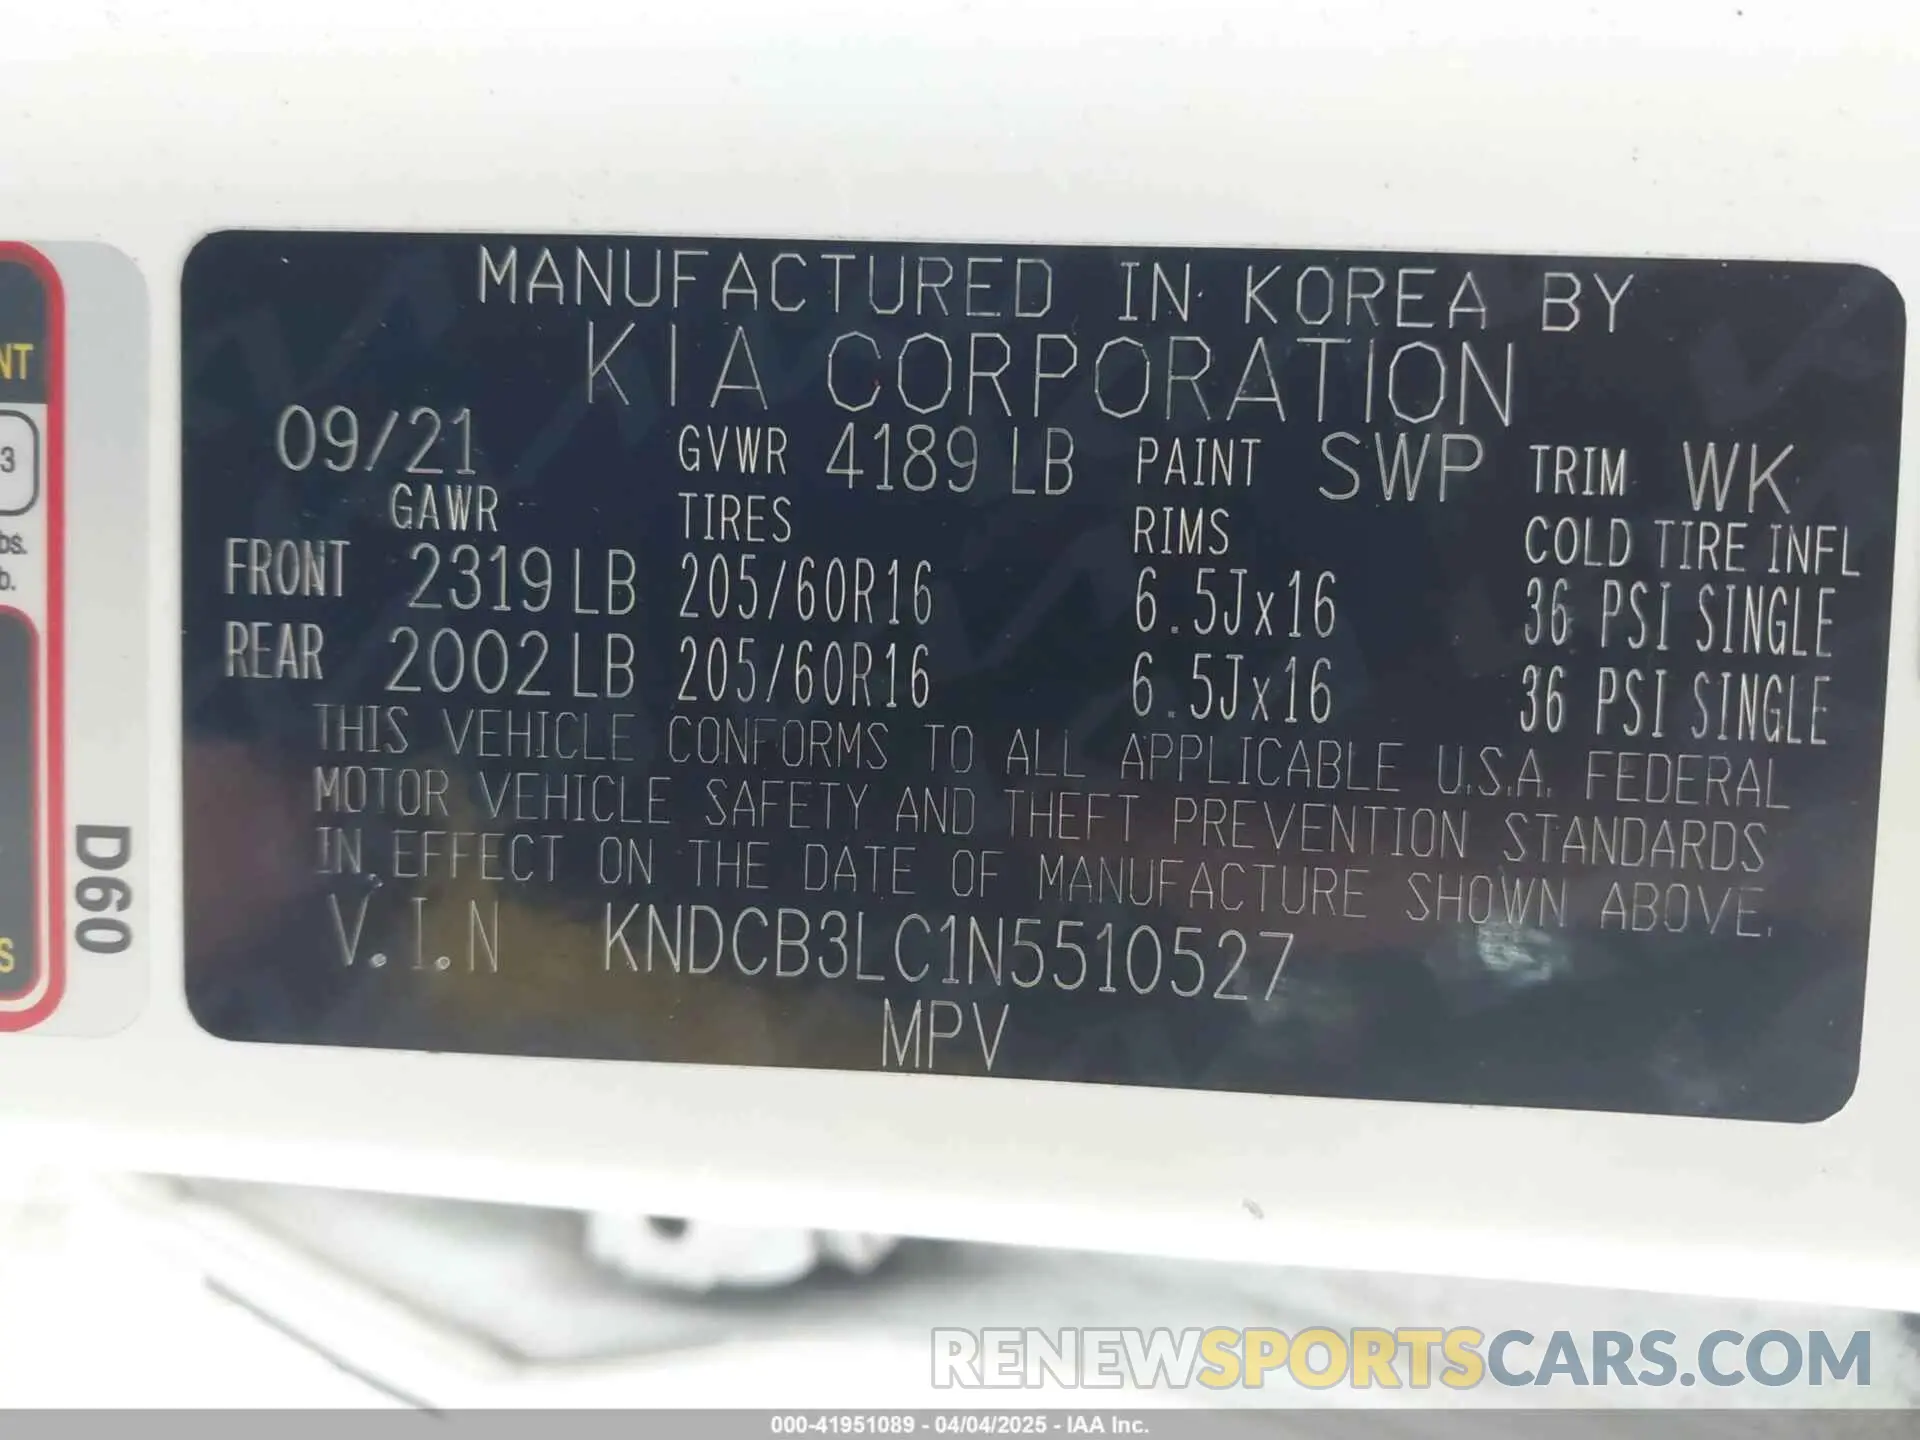 MANUFACTURED IN KOREA BY
KIA CORPORATION
09/21 GVWR 4189 LB PAINT SWP TRIM WK
GAWR TIRES RIMS COLD TIRE INFL
FRONT 2319 LB 205/60R16 6.5Jx16 36 PSI SINGLE
REAR 2002 LB 205/60R16 6.5Jx16 36 PSI SINGLE
THIS VEHICLE CONFORMS TO ALL APPLICABLE U.S.A. FEDERAL
MOTOR VEHICLE SAFETY AND THEFT PREVENTION STANDARDS
IN EFFECT ON THE DATE OF MANUFACTURE SHOWN ABOVE.
V.I.N KNDCB3LC1N5510527
MPV
NT
3
bs.
b.
S
D60
RENEWSPORTSCARS.COM
000-41951089 - 04/04/2025 - IAA Inc.